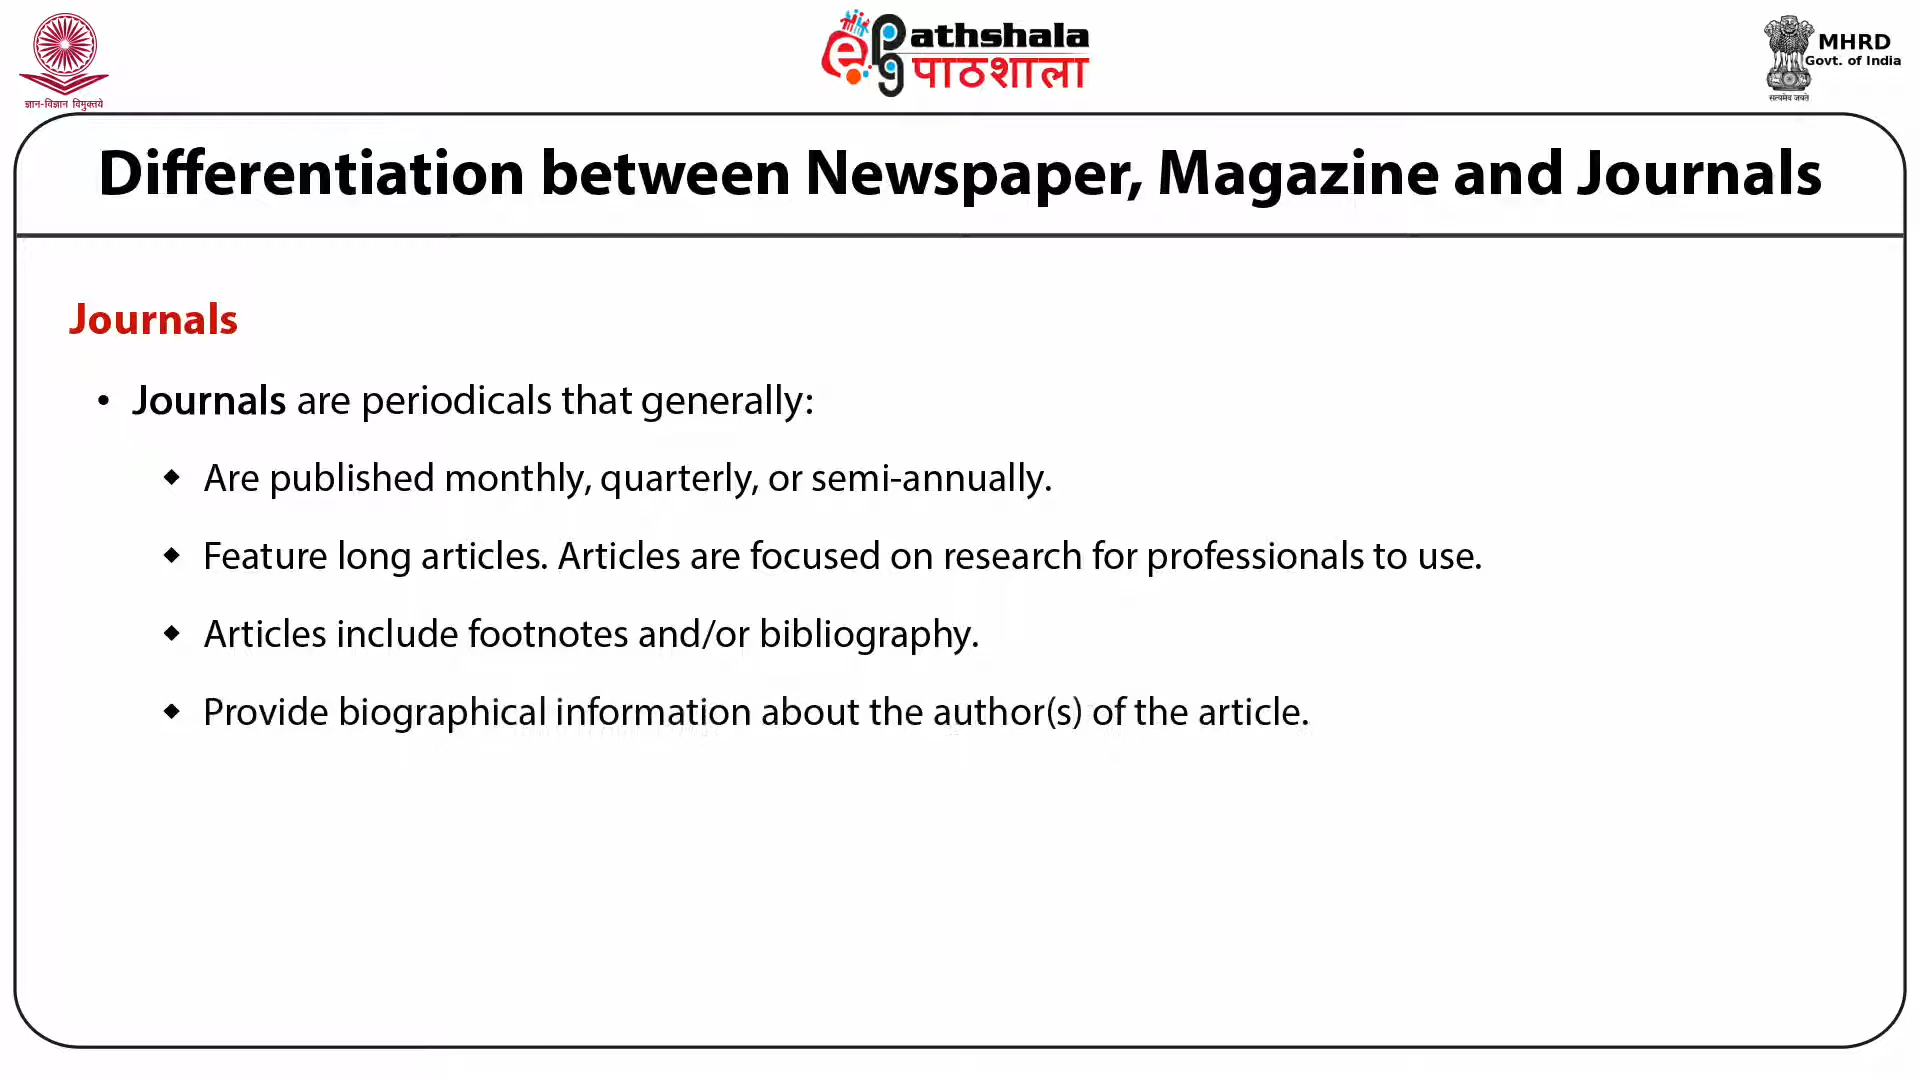 ज्ञान-विज्ञान विमुक्तये
ePathshala
पाठशाला
MHRD
Govt. of India
सत्यमेव जयते
Differentiation between Newspaper, Magazine and Journals
Journals
• Journals are periodicals that generally:
◆ Are published monthly, quarterly, or semi-annually.
◆ Feature long articles. Articles are focused on research for professionals to use.
◆ Articles include footnotes and/or bibliography.
◆ Provide biographical information about the author(s) of the article.